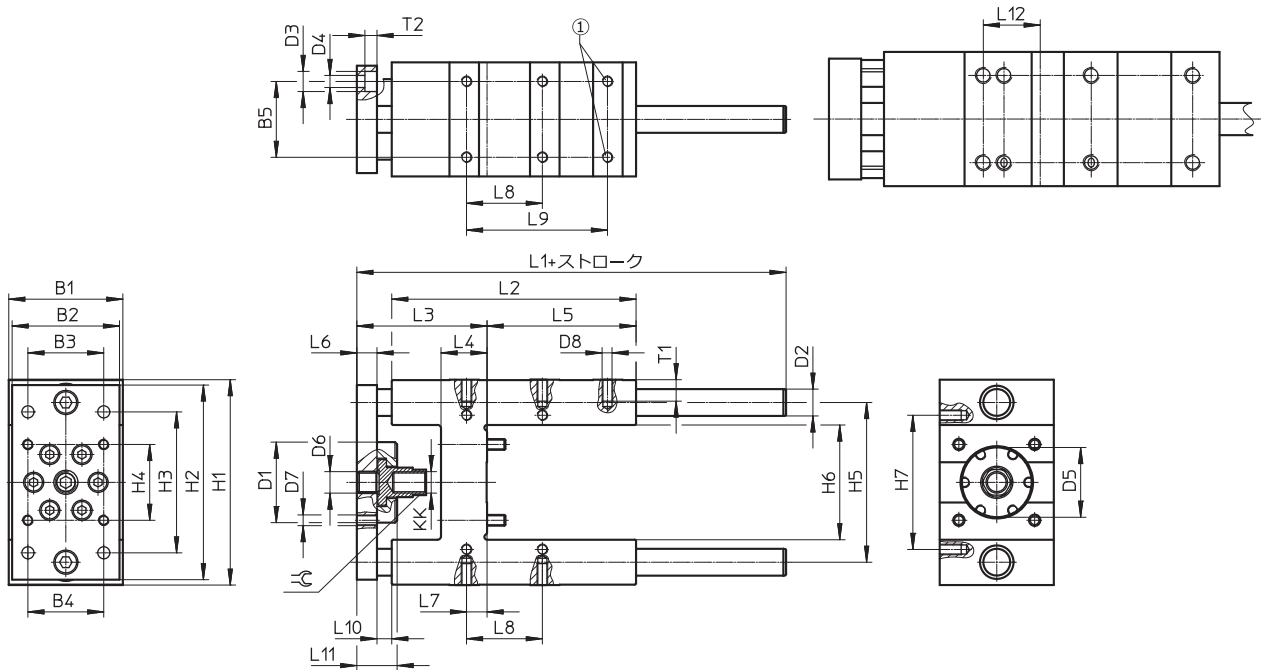 D3
D4
T2
①
L12
B5
L8
L9
L1+ストローク
B1
L2
B2
L3
L5
B3
L6
L4
D8
T1
D2
D6
D1
D7
KK
H4
H3
H2
H1
H6
H5
H7
D5
B4
L7
L10
L8
L11